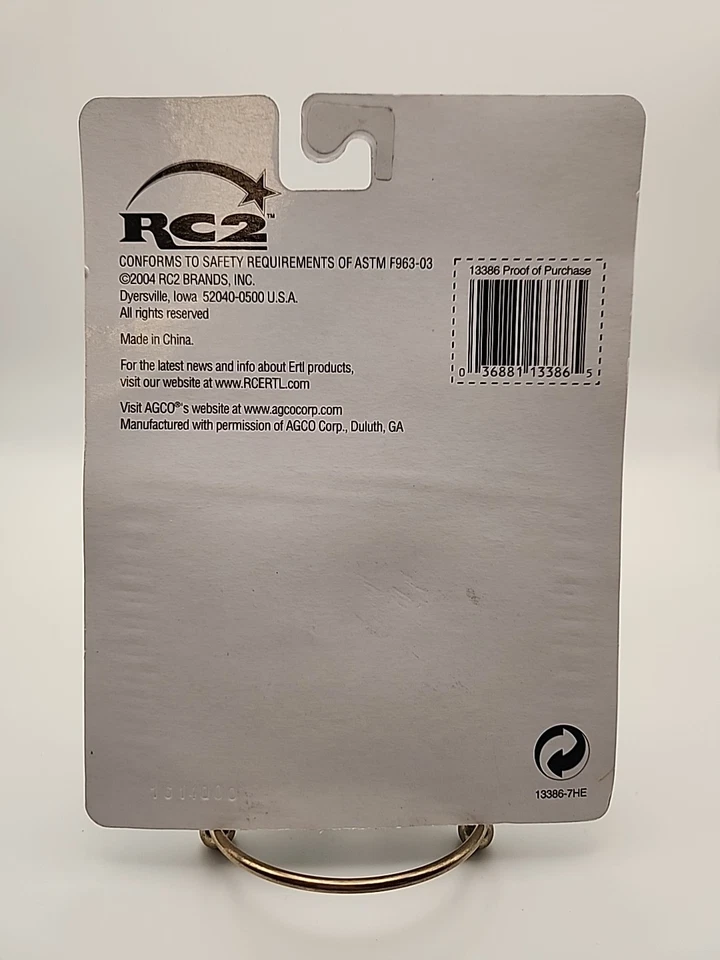 RC2™
CONFORMS TO SAFETY REQUIREMENTS OF ASTM F963-03
©2004 RC2 BRANDS, INC.
Dyersville, Iowa 52040-0500 U.S.A.
All rights reserved
Made in China.
For the latest news and info about Ertl products,
visit our website at www.RCERTL.com
Visit AGCO®'s website at www.agcocorp.com
Manufactured with permission of AGCO Corp., Duluth, GA
13386 Proof of Purchase
0 36881 13386 5
13386-7HE